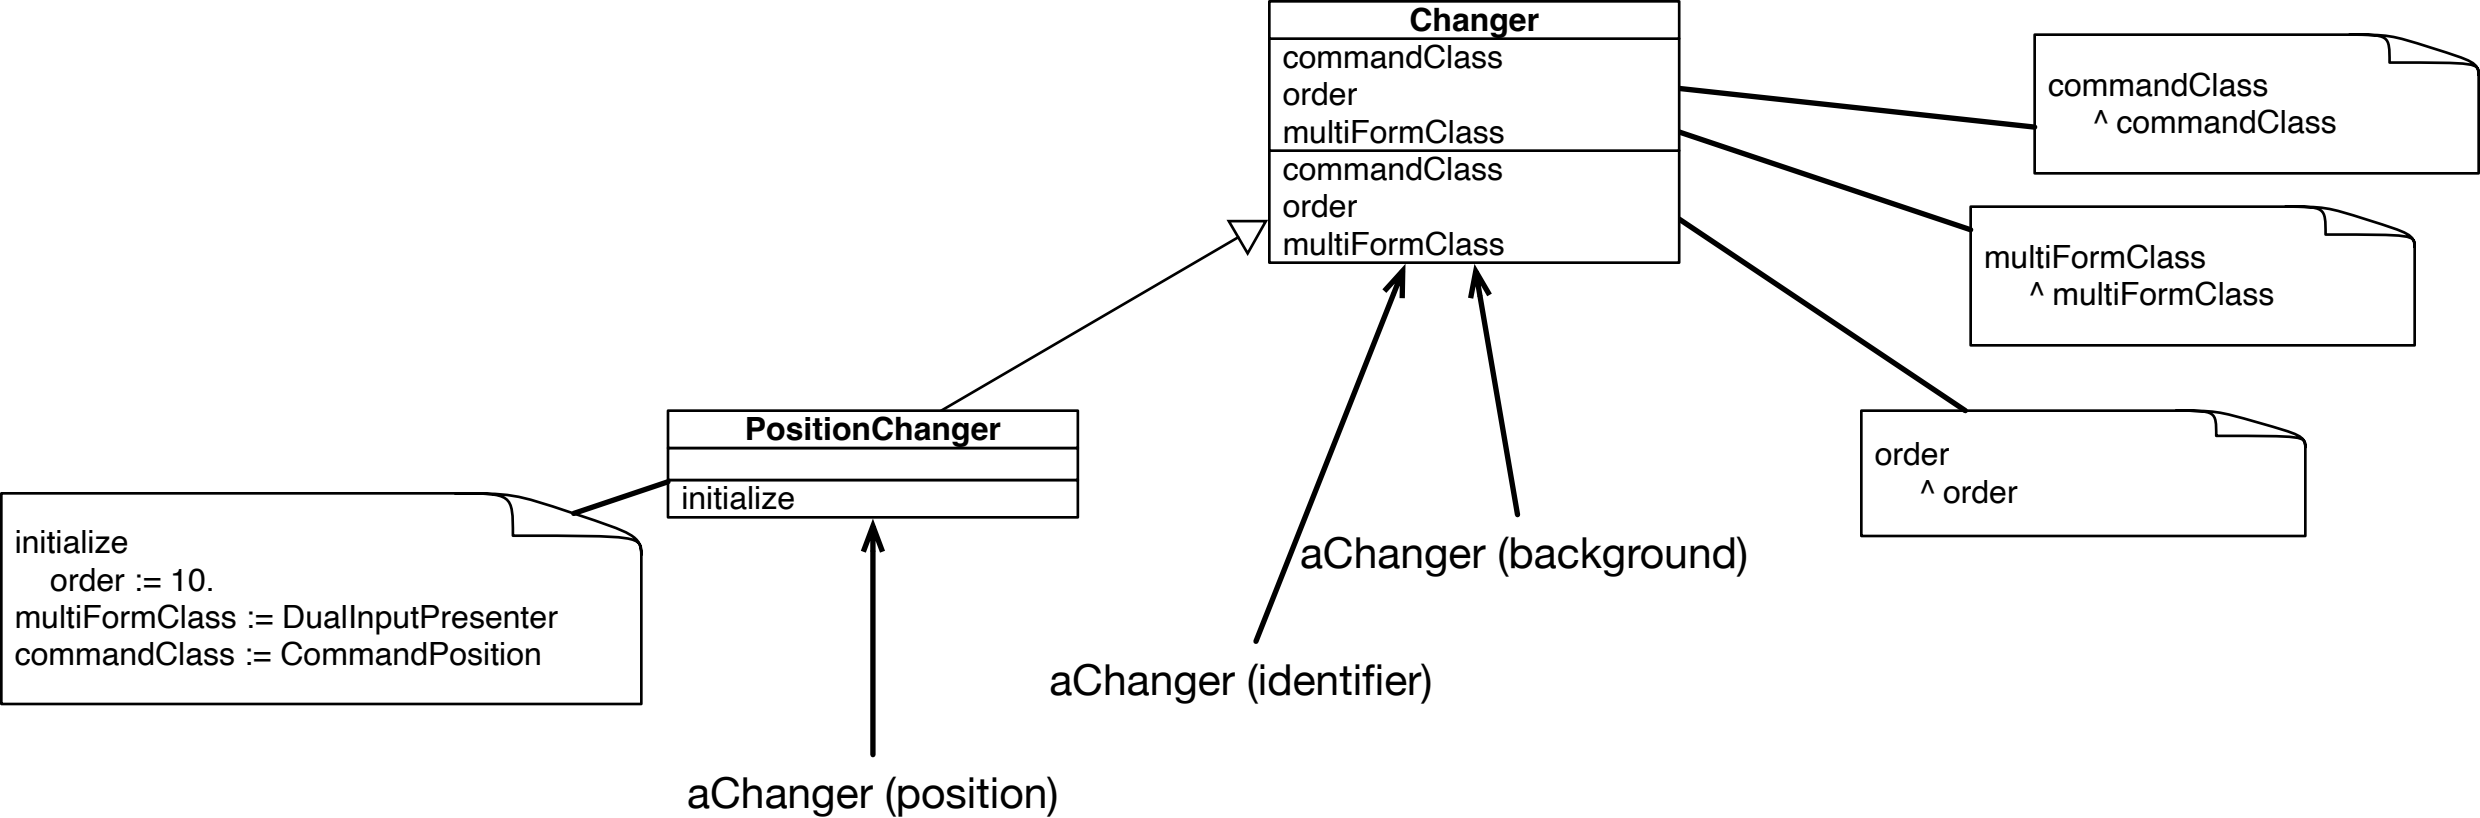 Changer
commandClass
order
multiFormClass
commandClass
order
multiFormClass
commandClass
^ commandClass
multiFormClass
^ multiFormClass
order
^ order
PositionChanger
initialize
initialize
order := 10.
multiFormClass := DualInputPresenter
commandClass := CommandPosition
aChanger (background)
aChanger (identifier)
aChanger (position)